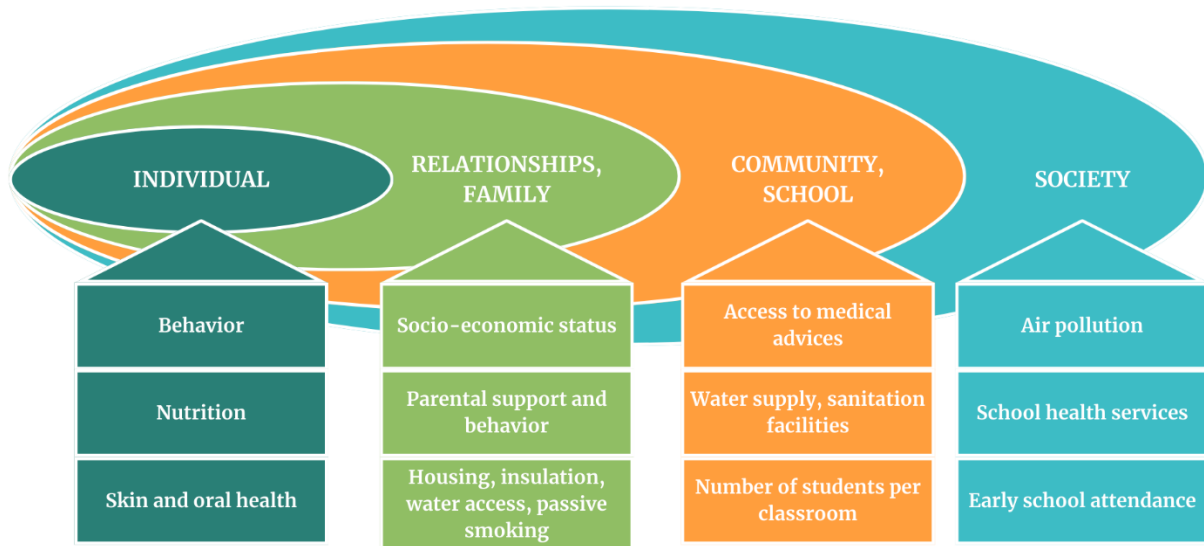 INDIVIDUAL
RELATIONSHIPS,
FAMILY
COMMUNITY,
SCHOOL
SOCIETY
Behavior
Nutrition
Skin and oral health
Socio-economic status
Parental support and
behavior
Housing, insulation,
water access, passive
smoking
Access to medical
advices
Water supply, sanitation
facilities
Number of students per
classroom
Air pollution
School health services
Early school attendance